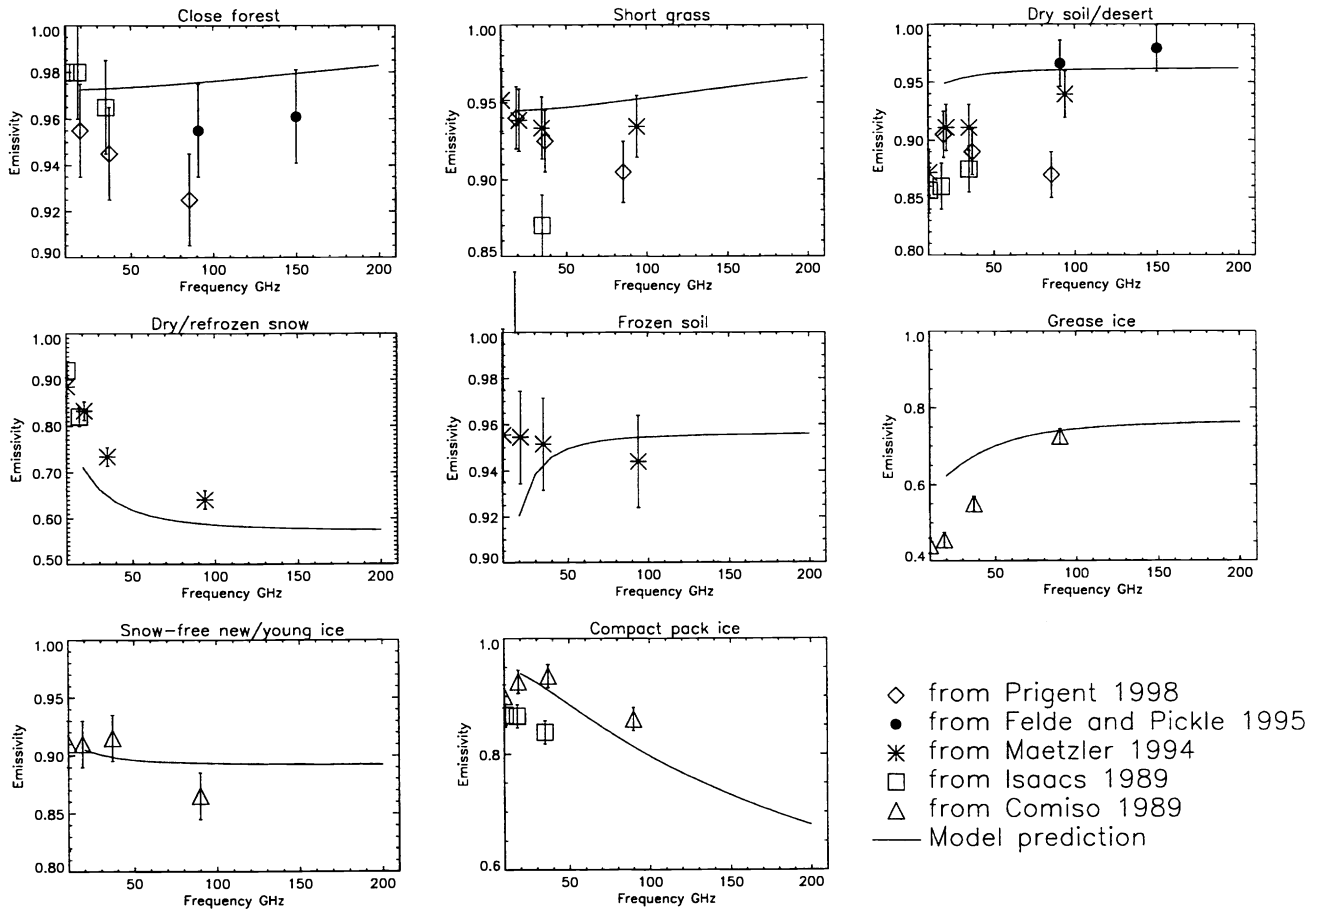 Close forest
1.00
0.98
0.96
0.94
0.92
0.90
Emissivity
50 100 150 200
Frequency GHz
Short grass
1.00
0.95
0.90
0.85
Emissivity
50 100 150 200
Frequency GHz
Dry soil/desert
1.00
0.95
0.90
0.85
0.80
Emissivity
50 100 150 200
Frequency GHz
Dry/refrozen snow
1.00
0.90
0.80
0.70
0.60
0.50
Emissivity
50 100 150 200
Frequency GHz
Frozen soil
1.00
0.98
0.96
0.94
0.92
0.90
Emissivity
50 100 150 200
Frequency GHz
Grease ice
1.0
0.8
0.6
0.4
Emissivity
50 100 150 200
Frequency GHz
Snow-free new/young ice
1.00
0.95
0.90
0.85
0.80
Emissivity
50 100 150 200
Frequency GHz
Compact pack ice
1.0
0.8
0.6
Emissivity
50 100 150 200
Frequency GHz
from Prigent 1998
from Felde and Pickle 1995
from Maetzler 1994
from Isaacs 1989
from Comiso 1989
Model prediction